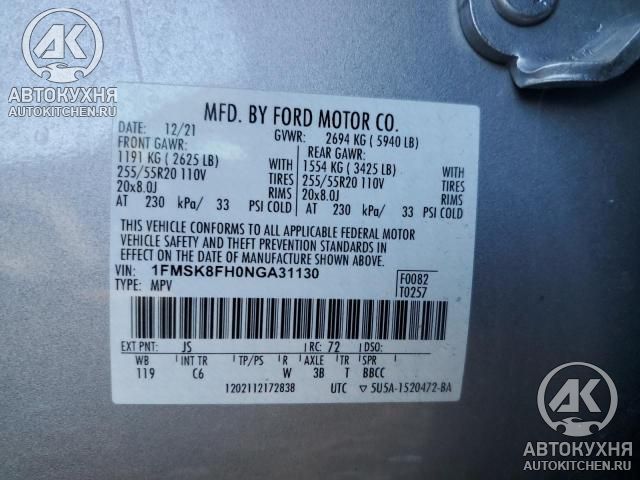 АВТОКУХНЯ
AUTOKITCHEN.RU
MFD. BY FORD MOTOR CO.
DATE: 12/21 GVWR: 2694 KG ( 5940 LB)
FRONT GAWR: REAR GAWR:
1191 KG ( 2625 LB) WITH 1554 KG ( 3425 LB) WITH
255/55R20 110V TIRES 255/55R20 110V TIRES
20x8.0J RIMS 20x8.0J RIMS
AT 230 kPa/ 33 PSI COLD AT 230 kPa/ 33 PSI COLD
THIS VEHICLE CONFORMS TO ALL APPLICABLE FEDERAL MOTOR
VEHICLE SAFETY AND THEFT PREVENTION STANDARDS IN
EFFECT ON THE DATE OF MANUFACTURE SHOWN ABOVE.
VIN: 1FMSK8FH0NGA31130 F0082
TYPE: MPV T0257
EXT PNT: JS RC: 72 DSO:
WB INT TR TP/PS R AXLE TR SPR
119 C6 W 3B T BBCC
1202112172838 UTC ▽ 5U5A-1520472-BA
АВТОКУХНЯ
AUTOKITCHEN.RU